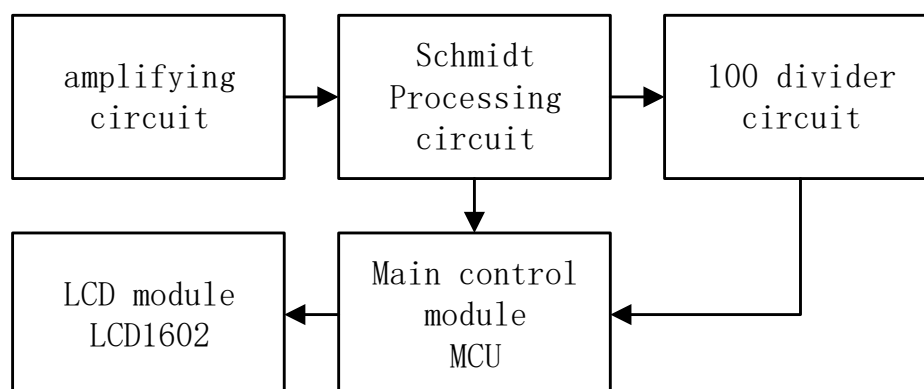 amplifying
circuit
Schmidt
Processing
circuit
100 divider
circuit
LCD module
LCD1602
Main control
module
MCU